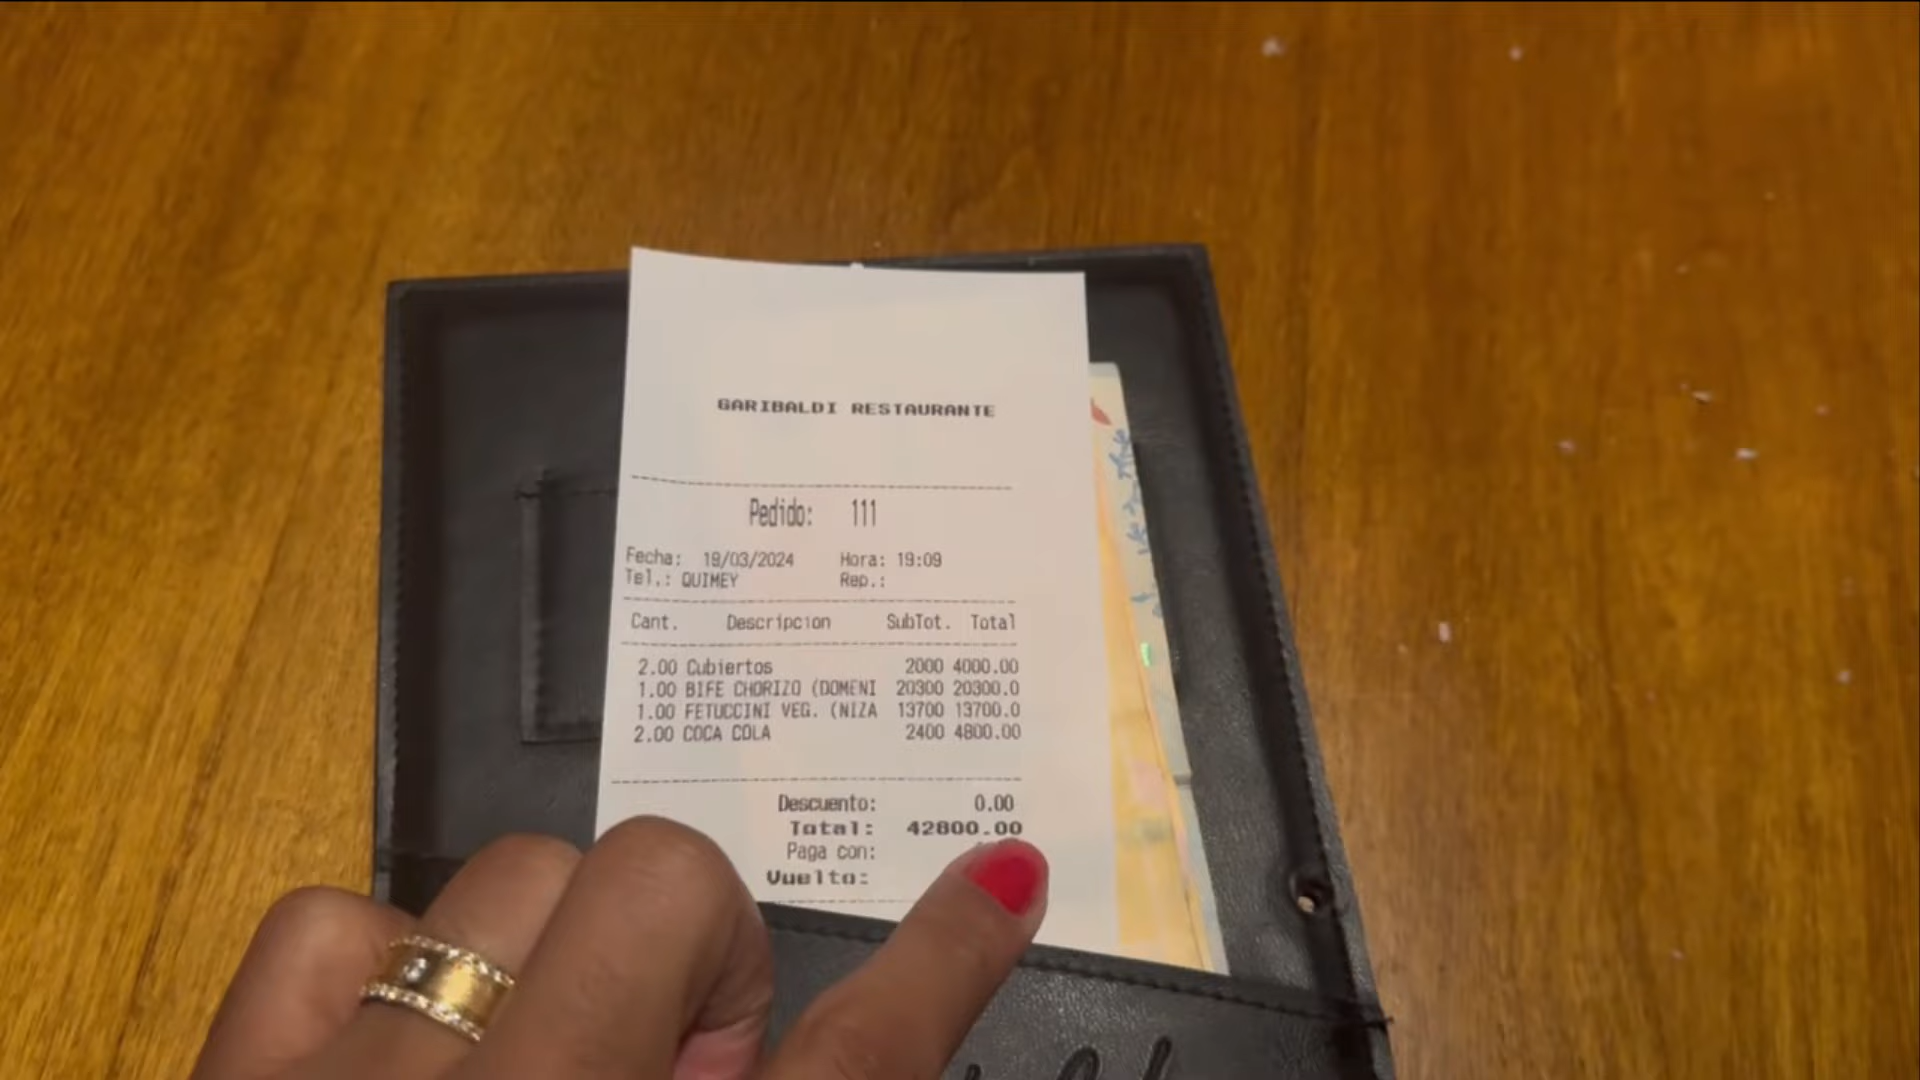 GARIBALDI RESTAURANTE
Pedido: 111
Fecha: 19/03/2024 Hora: 19:09
Tel.: QUIMEY Rep.:
Cant. Descripcion SubTot. Total
2.00 Cubiertos 2000 4000.00
1.00 BIFE CHORIZO (DOMENI 20300 20300.0
1.00 FETUCCINI VEG. (NIZA 13700 13700.0
2.00 COCA COLA 2400 4800.00
Descuento: 0.00
Total: 42800.00
Paga con:
Vuelto: